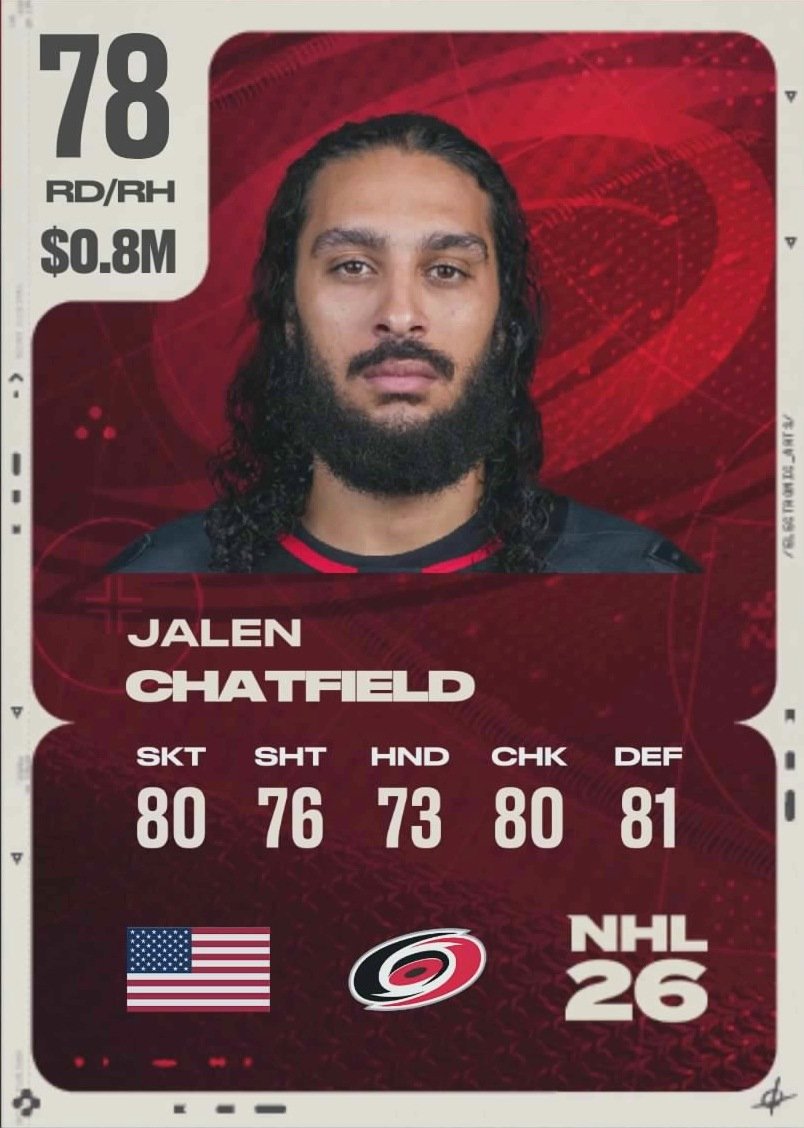 78
RD/RH
$0.8M
/ELECTRONIC_ARTS/
JALEN
CHATFIELD
SKT SHT HND CHK DEF
80 76 73 80 81
NHL
26